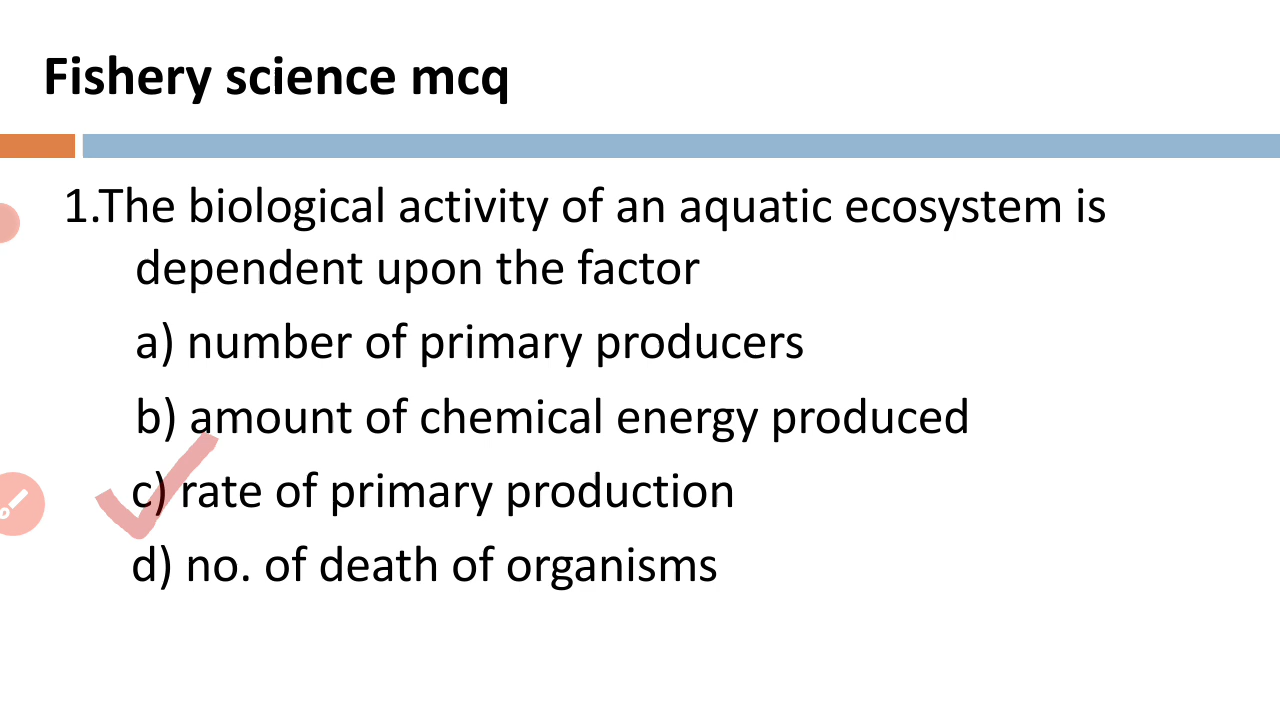 Fishery science mcq
1.The biological activity of an aquatic ecosystem is
dependent upon the factor
a) number of primary producers
b) amount of chemical energy produced
c) rate of primary production
d) no. of death of organisms